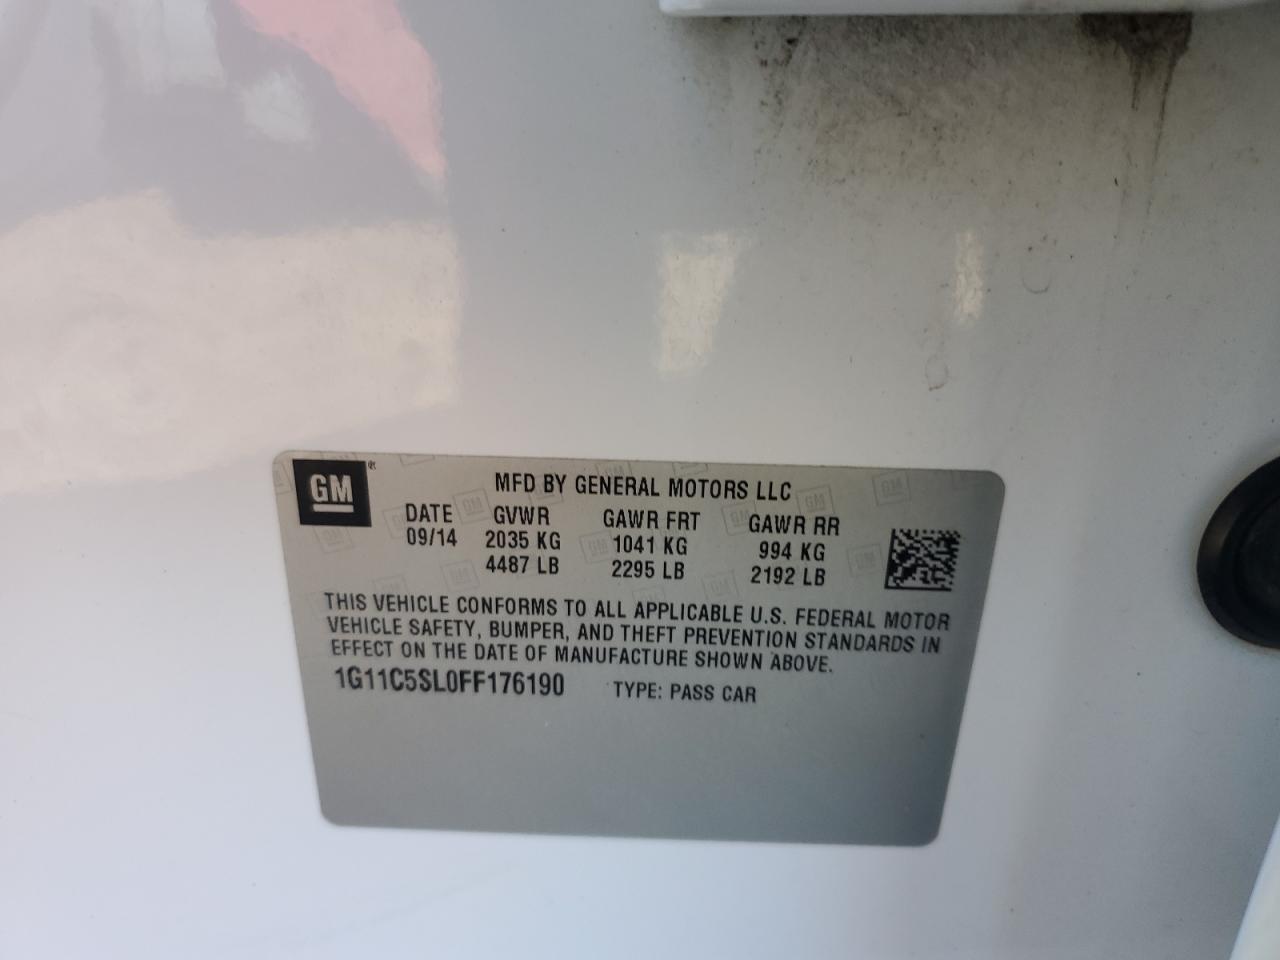 GM
MFD BY GENERAL MOTORS LLC
DATE GVWR GAWR FRT GAWR RR
09/14 2035 KG 1041 KG 994 KG
4487 LB 2295 LB 2192 LB
THIS VEHICLE CONFORMS TO ALL APPLICABLE U.S. FEDERAL MOTOR
VEHICLE SAFETY, BUMPER, AND THEFT PREVENTION STANDARDS IN
EFFECT ON THE DATE OF MANUFACTURE SHOWN ABOVE.
1G11C5SL0FF176190 TYPE: PASS CAR